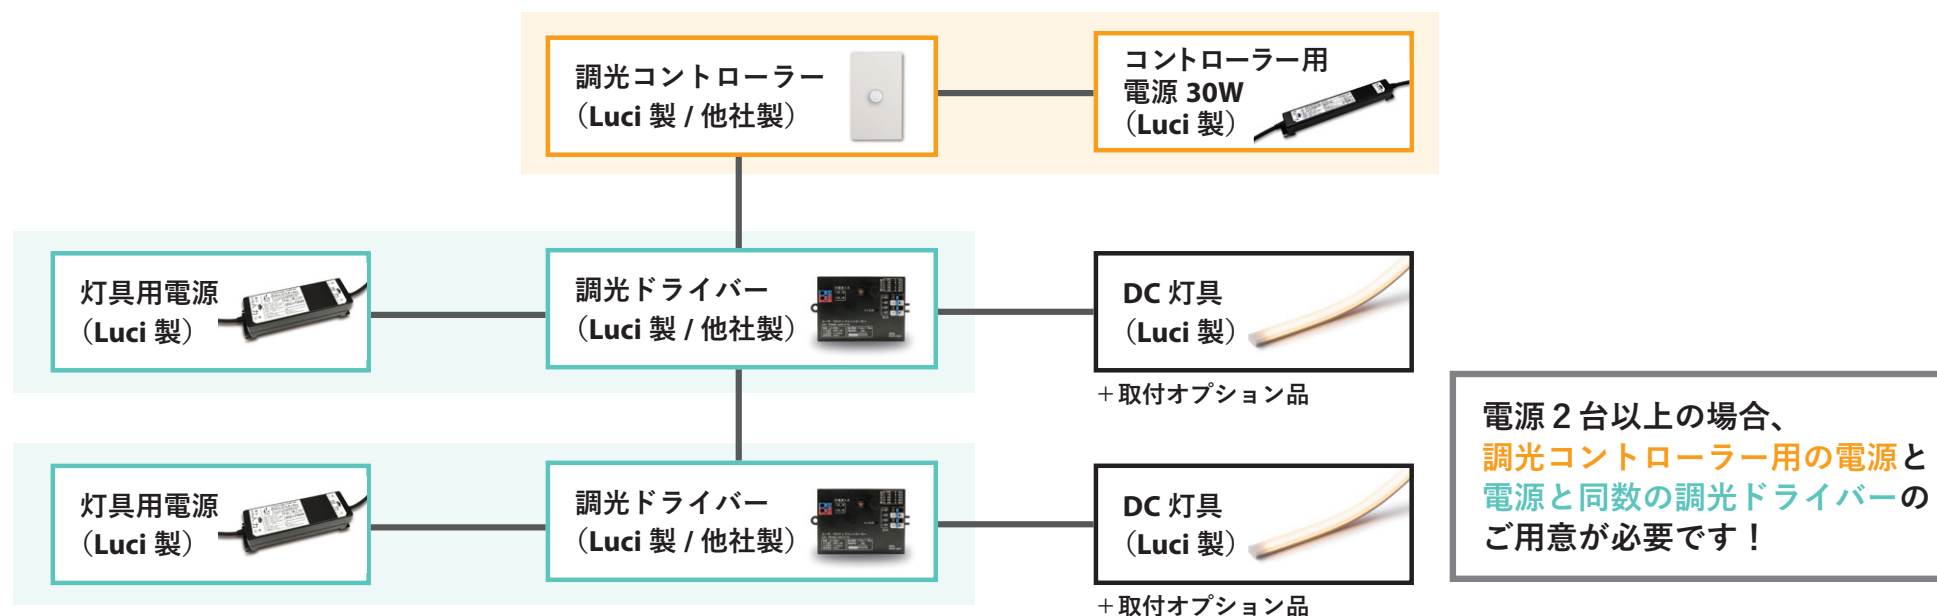 調光コントローラー
（Luci 製 / 他社製）
コントローラー用
電源 30W
（Luci 製）
灯具用電源
（Luci 製）
調光ドライバー
（Luci 製 / 他社製）
DC 灯具
（Luci 製）
＋取付オプション品
灯具用電源
（Luci 製）
調光ドライバー
（Luci 製 / 他社製）
DC 灯具
（Luci 製）
＋取付オプション品
電源２台以上の場合、
調光コントローラー用の電源と
電源と同数の調光ドライバーの
ご用意が必要です！